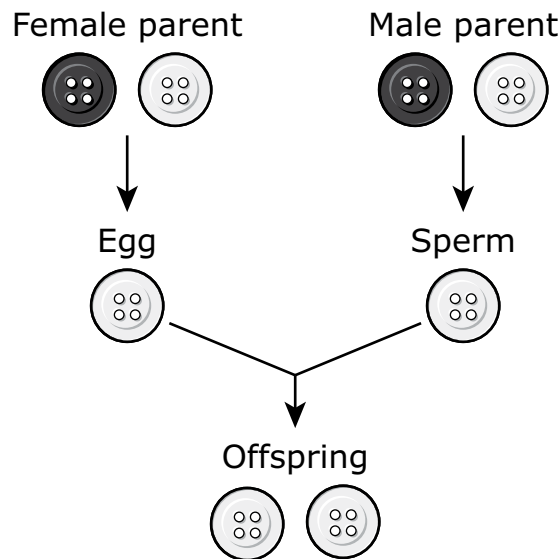 Female parent
Male parent
Egg
Sperm
Offspring